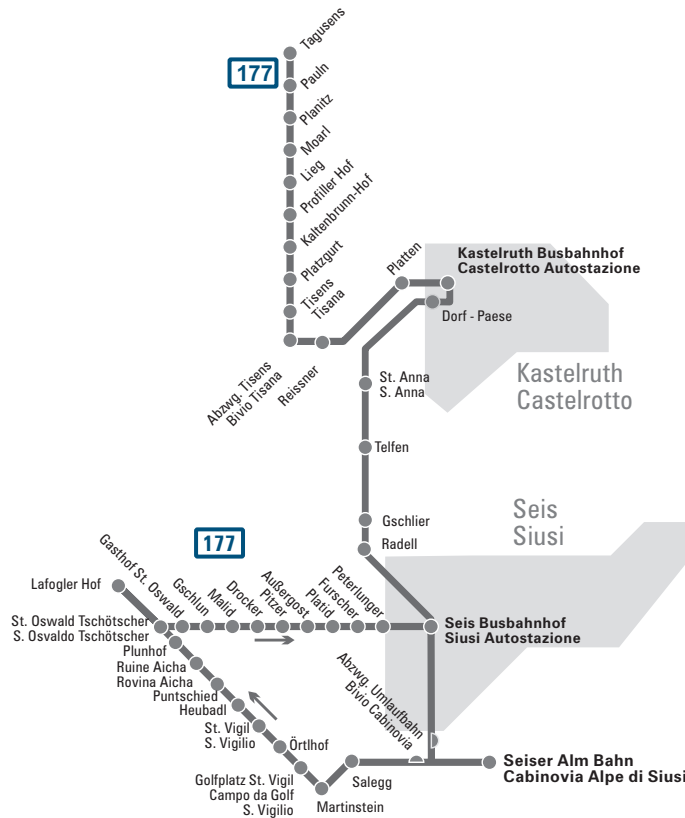 Tagusens
177
Pauln
Planitz
Moarl
Lieg
Profiller Hof
Kaltenbrunn-Hof
Platzgurt
Tisens
Tisana
Abzwg. Tisens
Bivio Tisana
Reissner
Platten
Kastelruth Busbahnhof
Castelrotto Autostazione
Dorf - Paese
Kastelruth
Castelrotto
St. Anna
S. Anna
Telfen
Gschlier
Radell
Seis
Siusi
177
Lafogler Hof
Gasthof St. Oswald
Gschlun
Malid
Drocker
Pitzer
Außergost
Platid
Furscher
Peterlunger
Seis Busbahnhof
Siusi Autostazione
St. Oswald Tschötscher
S. Osvaldo Tschötscher
Plunhof
Ruine Aicha
Rovina Aicha
Puntschied
Heubadl
St. Vigil
S. Vigilio
Örtlhof
Golfplatz St. Vigil
Campo da Golf
S. Vigilio
Martinstein
Salegg
Abzwg. Umlaufbahn
Bivio Cabinovia
Seiser Alm Bahn
Cabinovia Alpe di Siusi